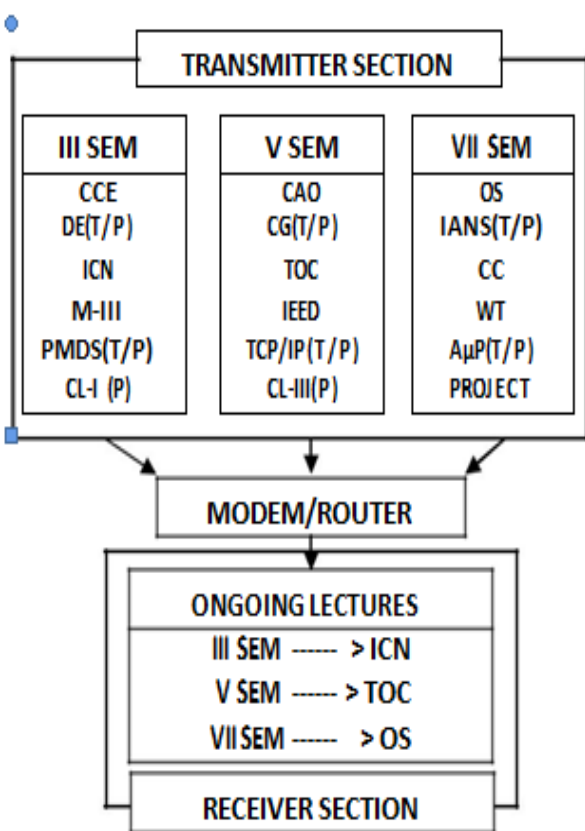 TRANSMITTER SECTION
III SEM
CCE
DE(T/P)
ICN
M-III
PMDS(T/P)
CL-I (P)
V SEM
CAO
CG(T/P)
TOC
IEED
TCP/IP(T/P)
CL-III(P)
VII SEM
OS
IANS(T/P)
CC
WT
AµP(T/P)
PROJECT
MODEM/ROUTER
ONGOING LECTURES
III SEM ------ > ICN
V SEM ------ > TOC
VII SEM ------ > OS
RECEIVER SECTION